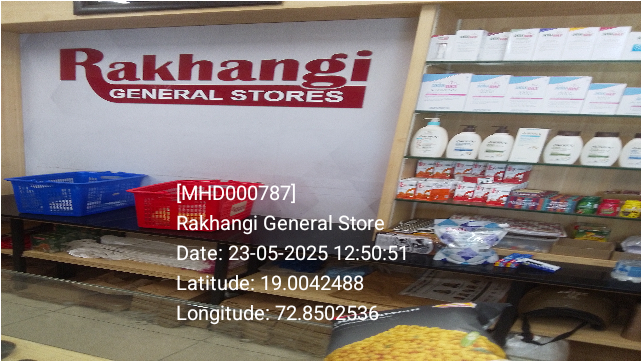 Rakhangi
GENERAL STORES
[MHD000787]
Rakhangi General Store
Date: 23-05-2025 12:50:51
Latitude: 19.0042488
Longitude: 72.8502536